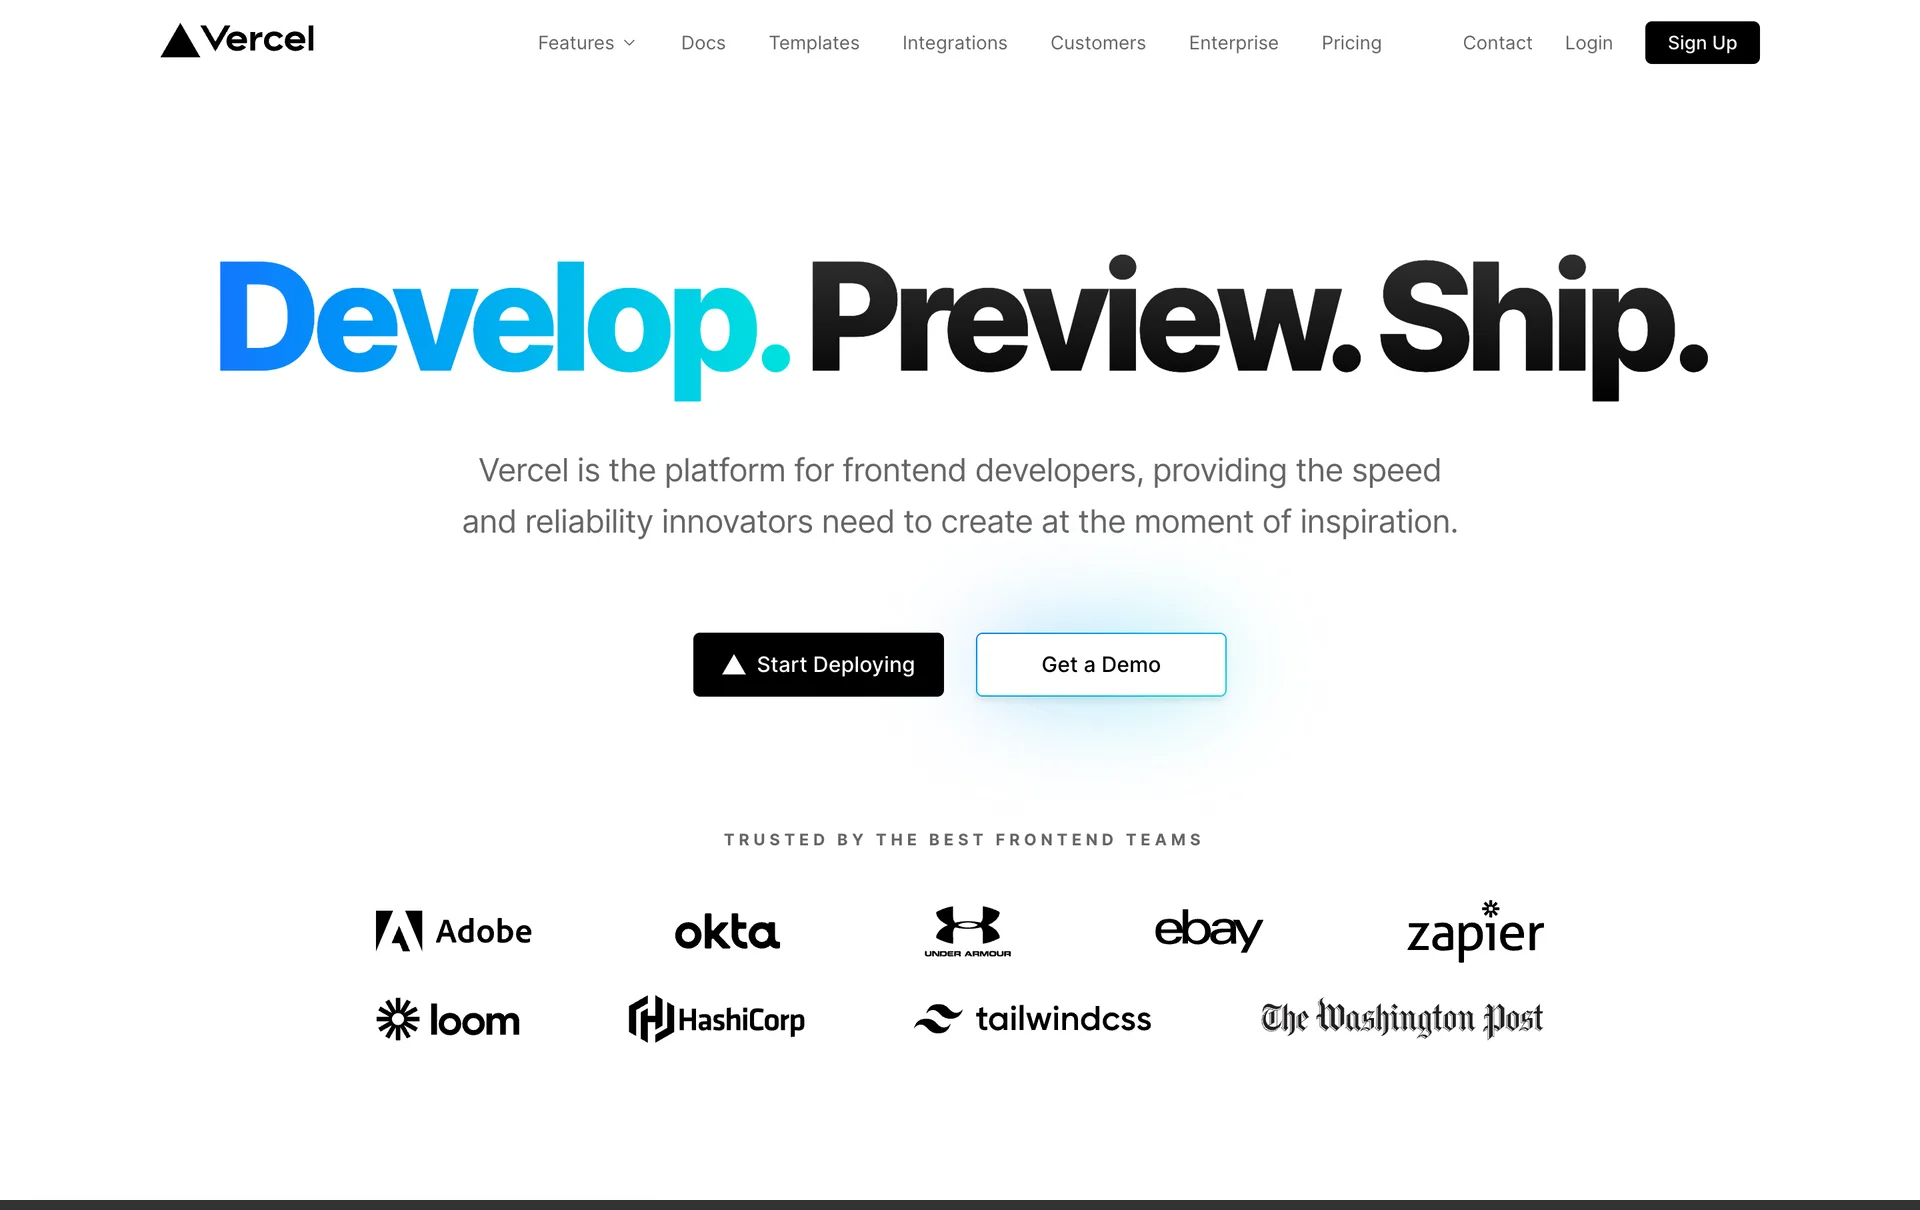 Vercel
Features Docs Templates Integrations Customers Enterprise Pricing Contact Login Sign Up
Develop. Preview. Ship.
Vercel is the platform for frontend developers, providing the speed
and reliability innovators need to create at the moment of inspiration.
Start Deploying Get a Demo
TRUSTED BY THE BEST FRONTEND TEAMS
Adobe okta UNDER ARMOUR ebay zapier
loom HashiCorp tailwindcss The Washington Post